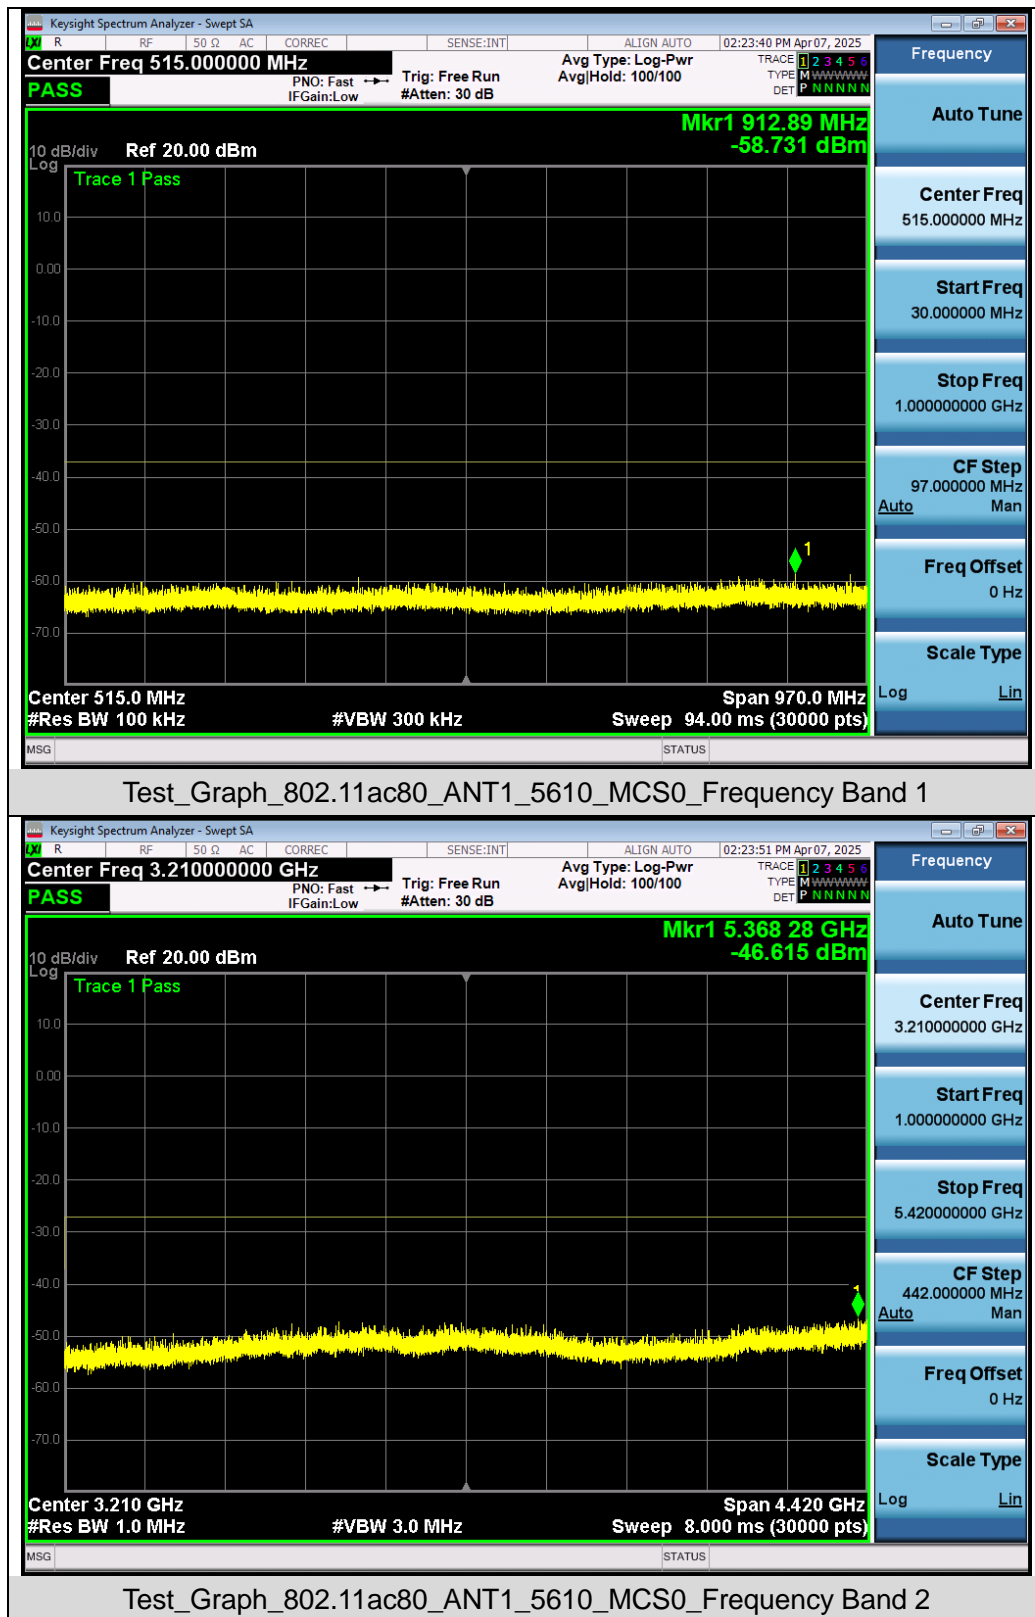 Keysight Spectrum Analyzer - Swept SA
LXI R RF 50 Ω AC CORREC SENSE:INT ALIGN AUTO 02:23:40 PM Apr 07, 2025
Center Freq 515.000000 MHz
PASS
PNO: Fast
IFGain:Low
Trig: Free Run
#Atten: 30 dB
Avg Type: Log-Pwr
Avg|Hold: 100/100
TRACE 1 2 3 4 5 6
TYPE M WWWWW
DET P N N N N N
Mkr1 912.89 MHz
-58.731 dBm
10 dB/div Ref 20.00 dBm
Log
Trace 1 Pass
10.0
0.00
-10.0
-20.0
-30.0
-40.0
-50.0
-60.0
-70.0
1
Center 515.0 MHz Span 970.0 MHz
#Res BW 100 kHz #VBW 300 kHz Sweep 94.00 ms (30000 pts)
MSG STATUS
Frequency
Auto Tune
Center Freq
515.000000 MHz
Start Freq
30.000000 MHz
Stop Freq
1.000000000 GHz
CF Step
97.000000 MHz
Auto Man
Freq Offset
0 Hz
Scale Type
Log Lin
Test_Graph_802.11ac80_ANT1_5610_MCS0_Frequency Band 1
Keysight Spectrum Analyzer - Swept SA
LXI R RF 50 Ω AC CORREC SENSE:INT ALIGN AUTO 02:23:51 PM Apr 07, 2025
Center Freq 3.210000000 GHz
PASS
PNO: Fast
IFGain:Low
Trig: Free Run
#Atten: 30 dB
Avg Type: Log-Pwr
Avg|Hold: 100/100
TRACE 1 2 3 4 5 6
TYPE M WWWWW
DET P N N N N N
Mkr1 5.368 28 GHz
-46.615 dBm
10 dB/div Ref 20.00 dBm
Log
Trace 1 Pass
10.0
0.00
-10.0
-20.0
-30.0
-40.0
-50.0
-60.0
-70.0
1
Center 3.210 GHz Span 4.420 GHz
#Res BW 1.0 MHz #VBW 3.0 MHz Sweep 8.000 ms (30000 pts)
MSG STATUS
Frequency
Auto Tune
Center Freq
3.210000000 GHz
Start Freq
1.000000000 GHz
Stop Freq
5.420000000 GHz
CF Step
442.000000 MHz
Auto Man
Freq Offset
0 Hz
Scale Type
Log Lin
Test_Graph_802.11ac80_ANT1_5610_MCS0_Frequency Band 2